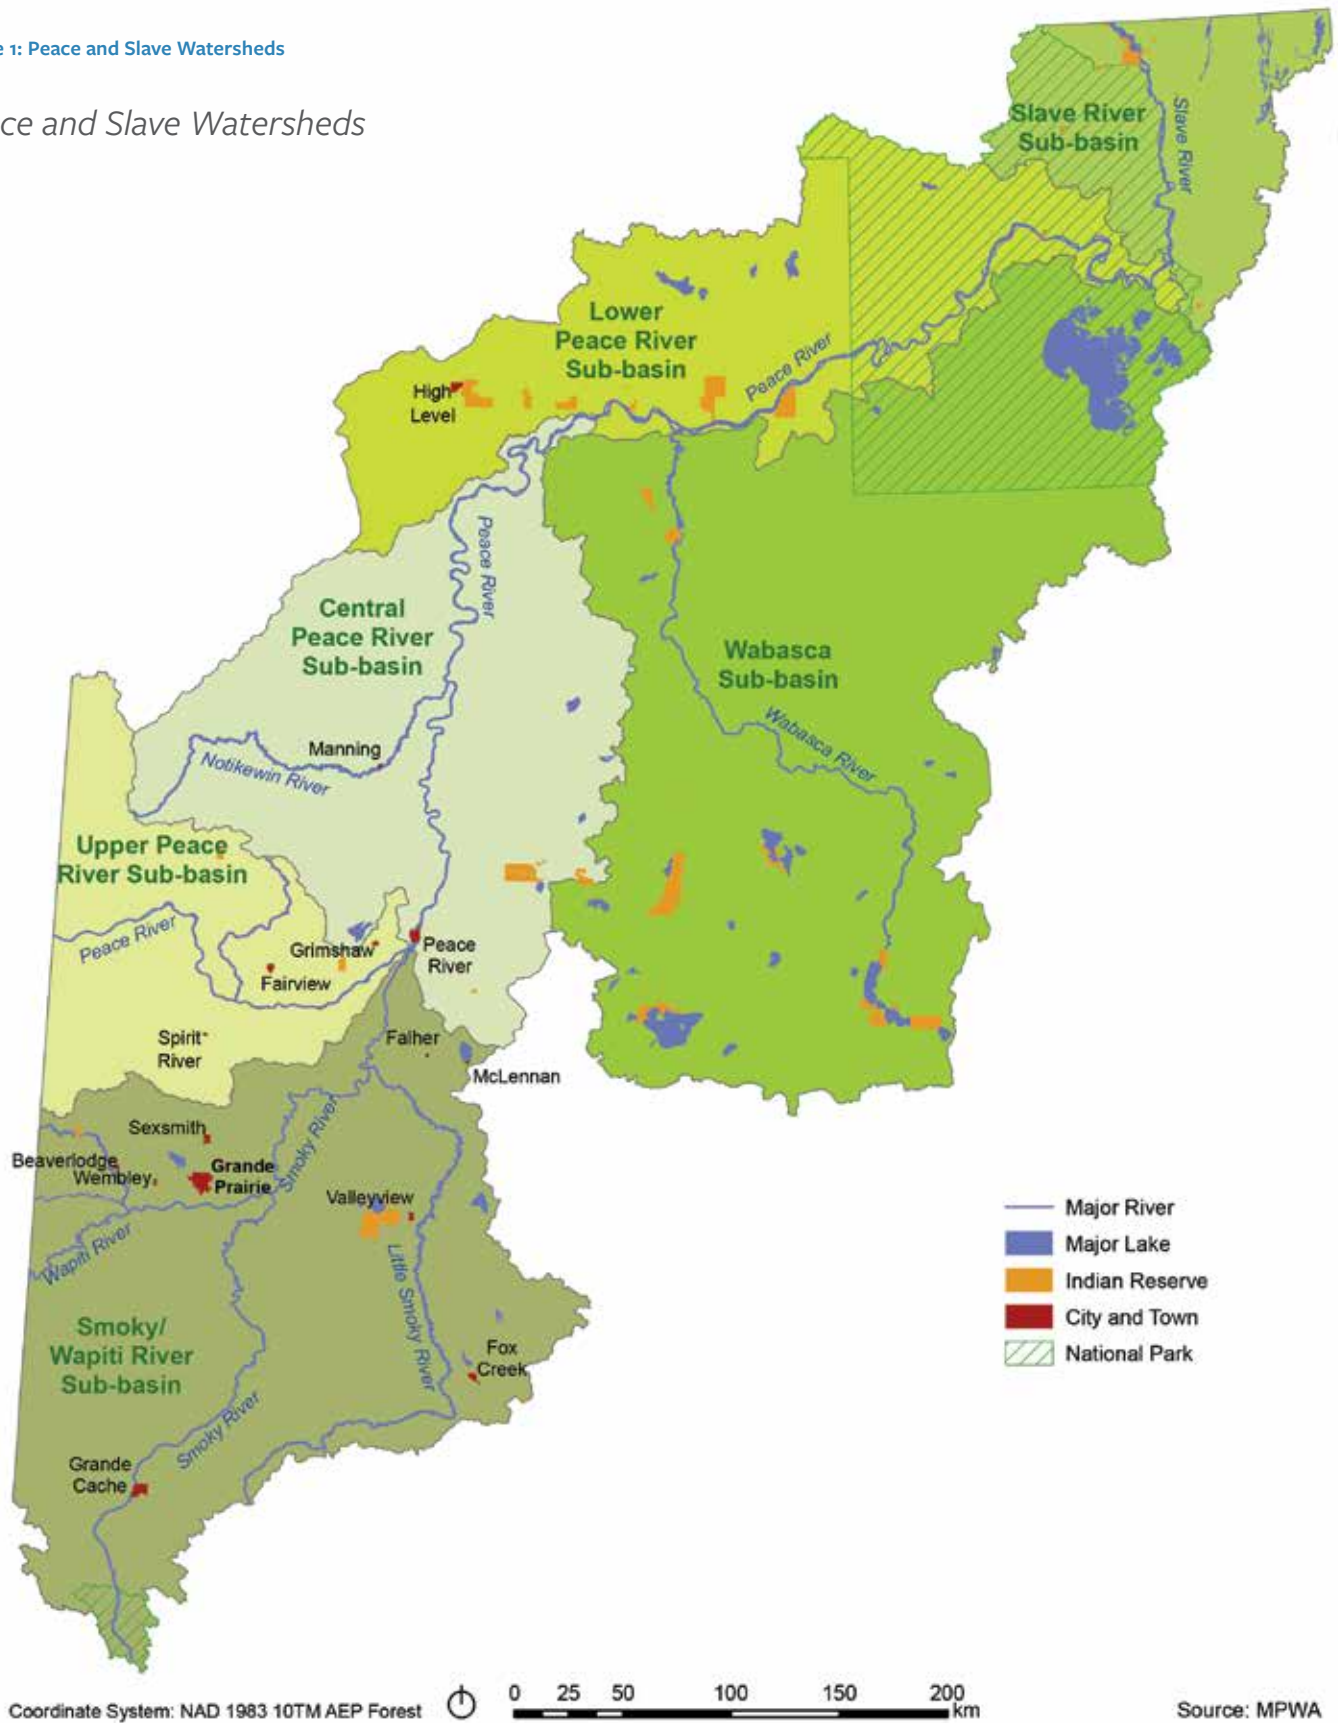 e 1: Peace and Slave Watersheds
ce and Slave Watersheds
Slave River
Sub-basin
Slave River
Lower
Peace River
Sub-basin
Peace River
High
Level
Peace River
Central
Peace River
Sub-basin
Wabasca
Sub-basin
Wabasca River
Manning
Notikewin River
Upper Peace
River Sub-basin
Peace River
Grimshaw
Peace
River
Fairview
Spirit
River
Falher
McLennan
Sexsmith
Smoky River
Beaverlodge
Wembley
Grande
Prairie
Valleyview
Wapiti River
Little Smoky River
Smoky/
Wapiti River
Sub-basin
Fox
Creek
Smoky River
Grande
Cache
Major River
Major Lake
Indian Reserve
City and Town
National Park
Coordinate System: NAD 1983 10TM AEP Forest
0 25 50 100 150 200
km
Source: MPWA